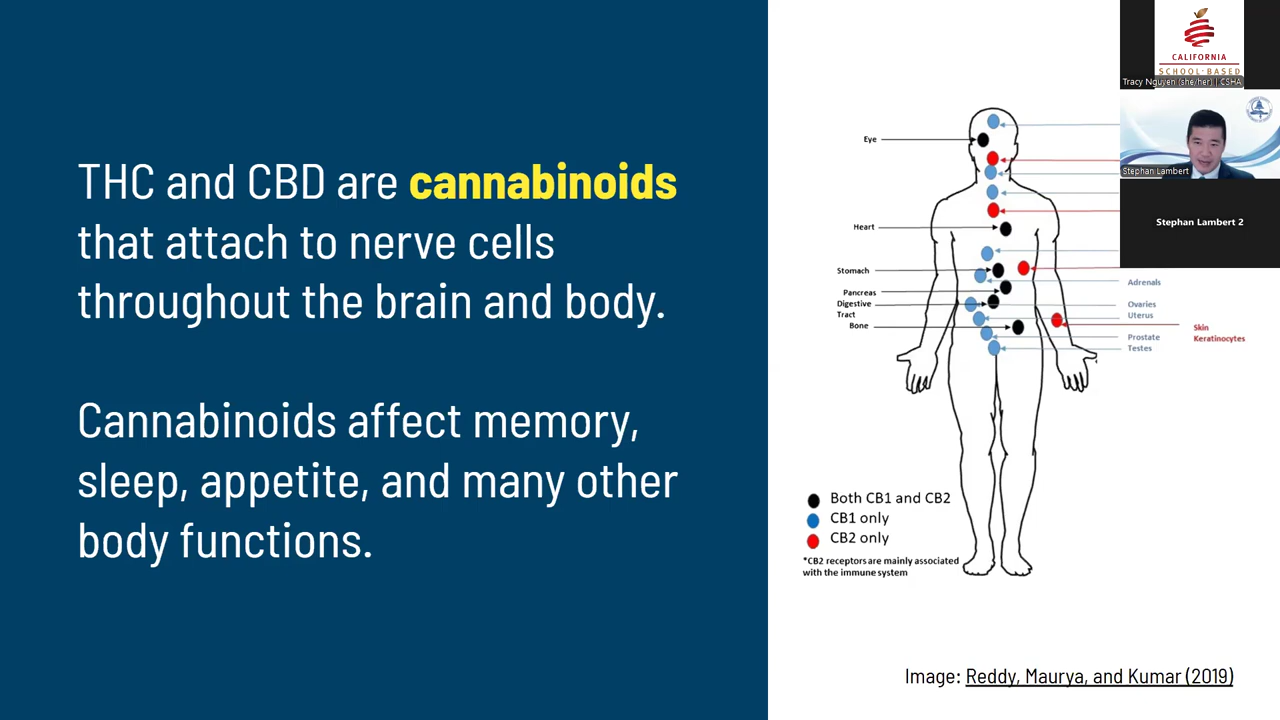 THC and CBD are cannabinoids
that attach to nerve cells
throughout the brain and body.
Cannabinoids affect memory,
sleep, appetite, and many other
body functions.
Eye
Heart
Stomach
Pancreas
Digestive
Tract
Bone
Adrenals
Ovaries
Uterus
Prostate
Testes
Skin
Keratinocytes
Both CB1 and CB2
CB1 only
CB2 only
*CB2 receptors are mainly associated
with the immune system
Image: Reddy, Maurya, and Kumar (2019)
CALIFORNIA
SCHOOL-BASED
Tracy Nguyen (she/her) | CSHA
Stephan Lambert
Stephan Lambert 2